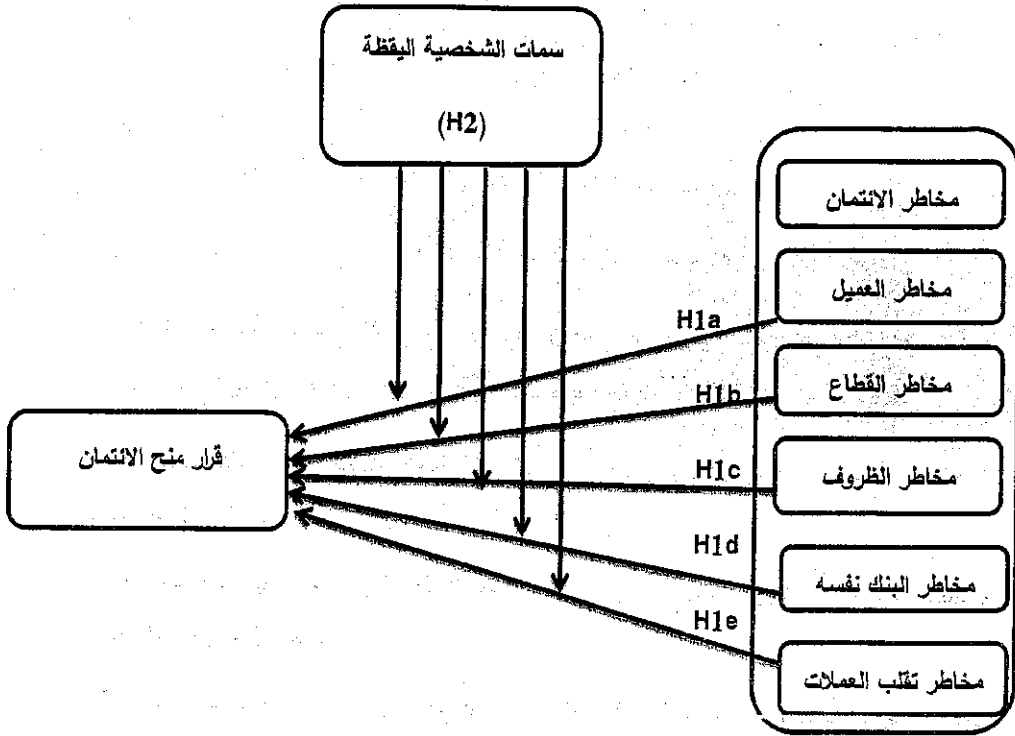 سمات الشخصية اليقظة
(H2)
مخاطر الائتمان
مخاطر العميل
H1a
مخاطر القطاع
H1b
قرار منح الائتمان
مخاطر الظروف
H1c
H1d
مخاطر البنك نفسه
H1e
مخاطر تقلب العملات